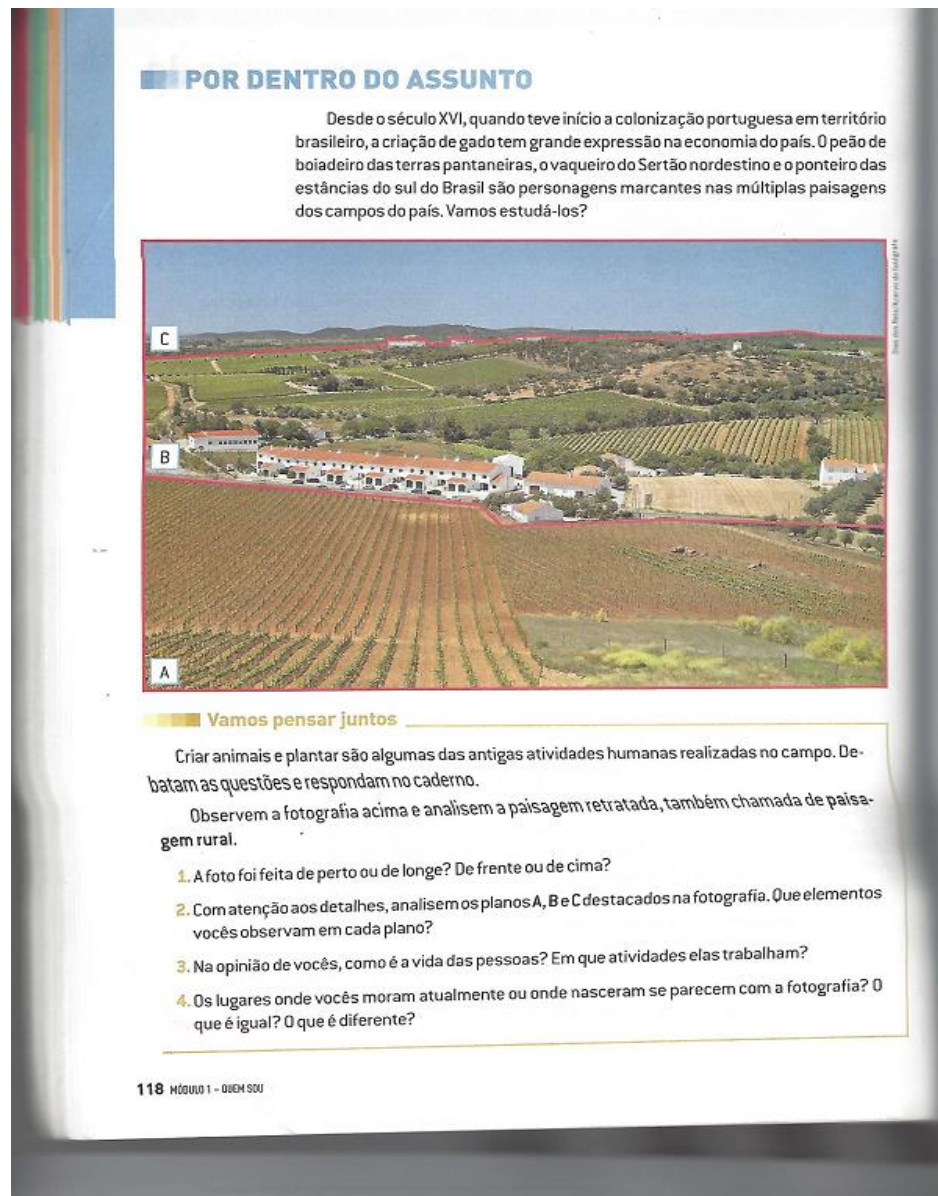 POR DENTRO DO ASSUNTO
Desde o século XVI, quando teve início a colonização portuguesa em território
brasileiro, a criação de gado tem grande expressão na economia do país. O peão de
boiadeiro das terras pantaneiras, o vaqueiro do Sertão nordestino e o ponteiro das
estâncias do sul do Brasil são personagens marcantes nas múltiplas paisagens
dos campos do país. Vamos estudá-los?
C
B
A
Vamos pensar juntos
Criar animais e plantar são algumas das antigas atividades humanas realizadas no campo. De-
batam as questões e respondam no caderno.
Observem a fotografia acima e analisem a paisagem retratada, também chamada de paisa-
gem rural.
1. A foto foi feita de perto ou de longe? De frente ou de cima?
2. Com atenção aos detalhes, analisem os planos A, B e C destacados na fotografia. Que elementos
vocês observam em cada plano?
3. Na opinião de vocês, como é a vida das pessoas? Em que atividades elas trabalham?
4. Os lugares onde vocês moram atualmente ou onde nasceram se parecem com a fotografia? O
que é igual? O que é diferente?
118 MÓDULO 1 – QUEM SOU